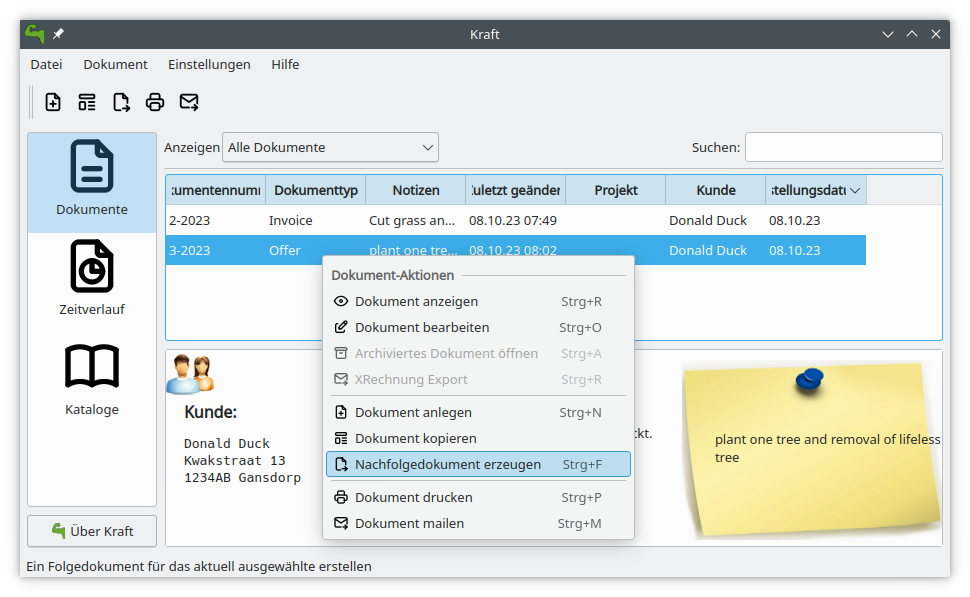 Kraft
Datei Dokument Einstellungen Hilfe
Anzeigen Alle Dokumente Suchen:
Dokumente
Zeitverlauf
Kataloge
Über Kraft
kumentennumr Dokumenttyp Notizen Zuletzt geänder Projekt Kunde stellungsdatu
2-2023 Invoice Cut grass an... 08.10.23 07:49 Donald Duck 08.10.23
3-2023 Offer plant one tre... 08.10.23 08:02 Donald Duck 08.10.23
Dokument-Aktionen
Dokument anzeigen Strg+R
Dokument bearbeiten Strg+O
Archiviertes Dokument öffnen Strg+A
XRechnung Export Strg+R
Dokument anlegen Strg+N
Dokument kopieren
Nachfolgedokument erzeugen Strg+F
Dokument drucken Strg+P
Dokument mailen Strg+M
Kunde:
Donald Duck
Kwakstraat 13
1234AB Gansdorp
ckt.
plant one tree and removal of lifeless
tree
Ein Folgedokument für das aktuell ausgewählte erstellen